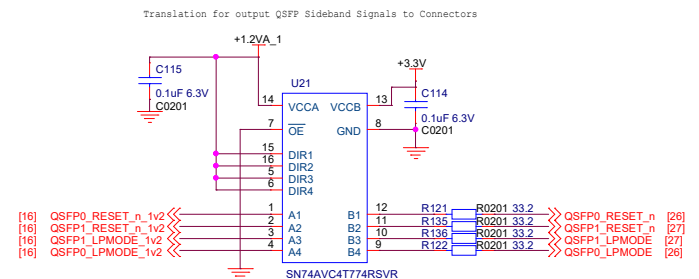 Translation for output QSFP Sideband Signals to Connectors
+1.2VA_1
+3.3V
C115
0.1uF 6.3V
C0201
U21
C114
0.1uF 6.3V
C0201
14 VCCA VCCB 13
7 OE GND 8
15 DIR1
16 DIR2
5 DIR3
6 DIR4
[16] QSFP0_RESET_n_1v2 1 A1 B1 12 R121 R0201 33.2 QSFP0_RESET_n [26]
[16] QSFP1_RESET_n_1v2 2 A2 B2 11 R135 R0201 33.2 QSFP1_RESET_n [27]
[16] QSFP1_LPMODE_1v2 3 A3 B3 10 R136 R0201 33.2 QSFP1_LPMODE [27]
[16] QSFP0_LPMODE_1v2 4 A4 B4 9 R122 R0201 33.2 QSFP0_LPMODE [26]
SN74AVC4T774RSVR